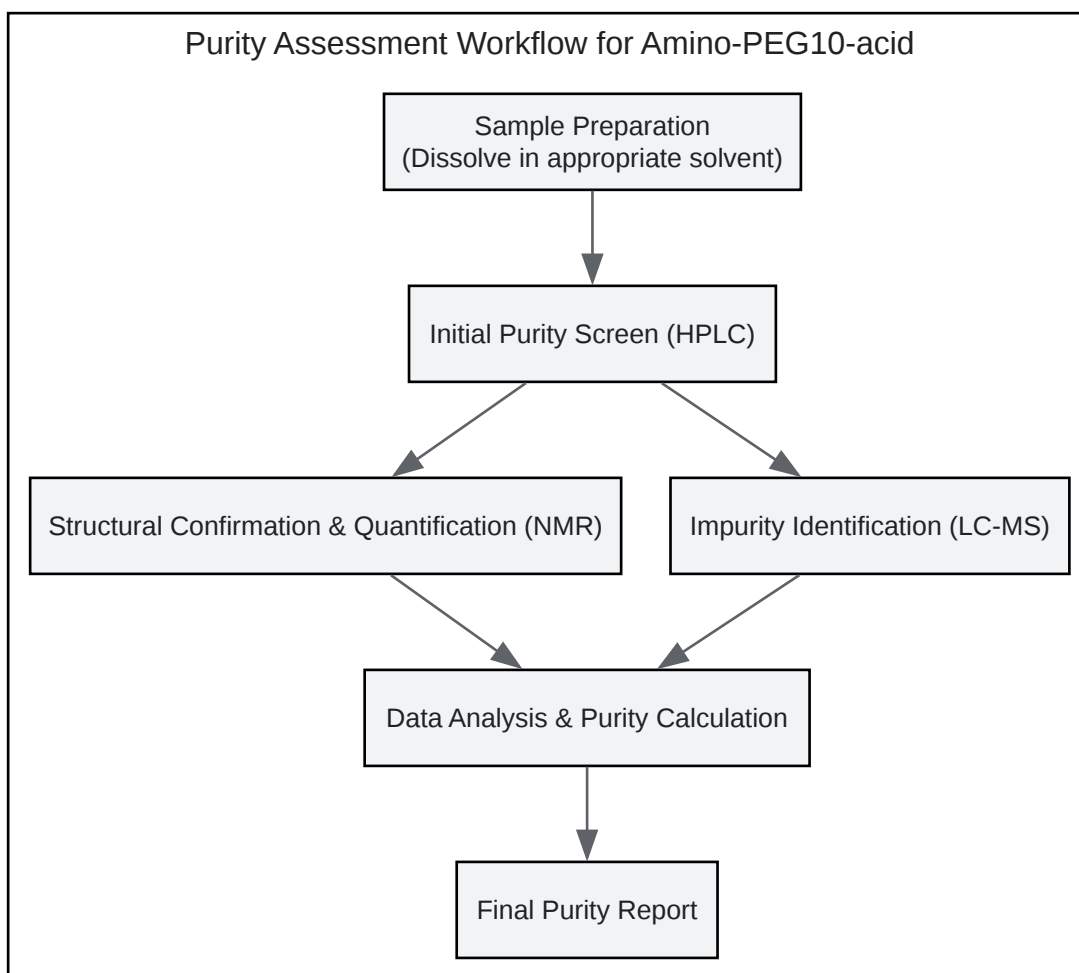 Purity Assessment Workflow for Amino-PEG10-acid
Sample Preparation
(Dissolve in appropriate solvent)
Initial Purity Screen (HPLC)
Structural Confirmation & Quantification (NMR)
Impurity Identification (LC-MS)
Data Analysis & Purity Calculation
Final Purity Report